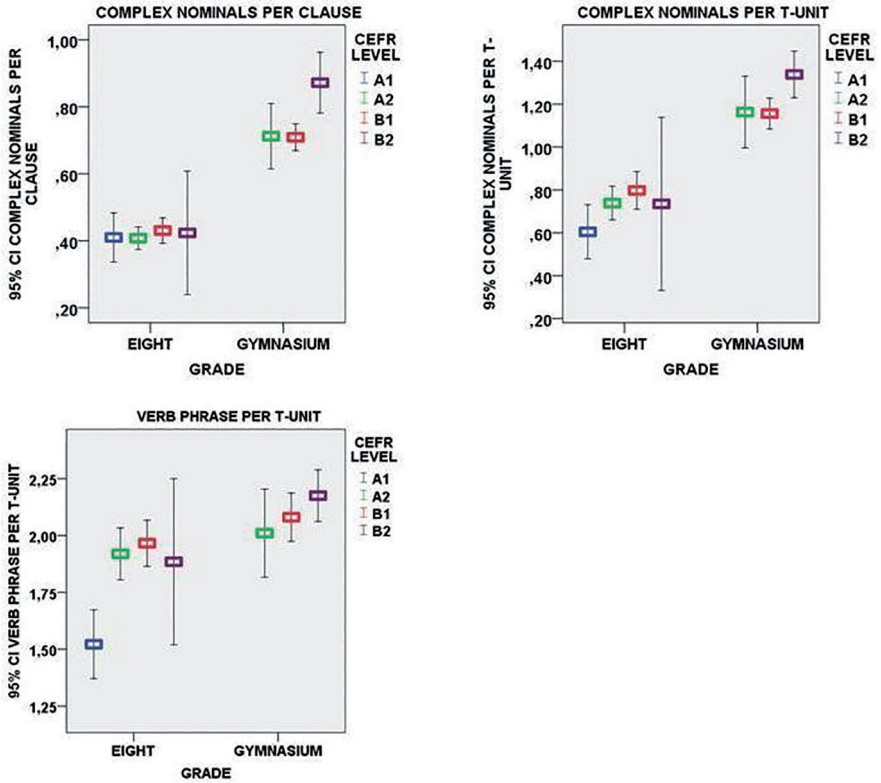 COMPLEX NOMINALS PER CLAUSE
95% CI COMPLEX NOMINALS PER
CLAUSE
1,00
,80
,60
,40
,20
EIGHT
GYMNASIUM
GRADE
CEFR
LEVEL
A1
A2
B1
B2
COMPLEX NOMINALS PER T-UNIT
95% CI COMPLEX NOMINALS PER T-
UNIT
1,40
1,20
1,00
,80
,60
,40
,20
EIGHT
GYMNASIUM
GRADE
CEFR
LEVEL
A1
A2
B1
B2
VERB PHRASE PER T-UNIT
95% CI VERB PHRASE PER T-UNIT
2,25
2,00
1,75
1,50
1,25
EIGHT
GYMNASIUM
GRADE
CEFR
LEVEL
A1
A2
B1
B2